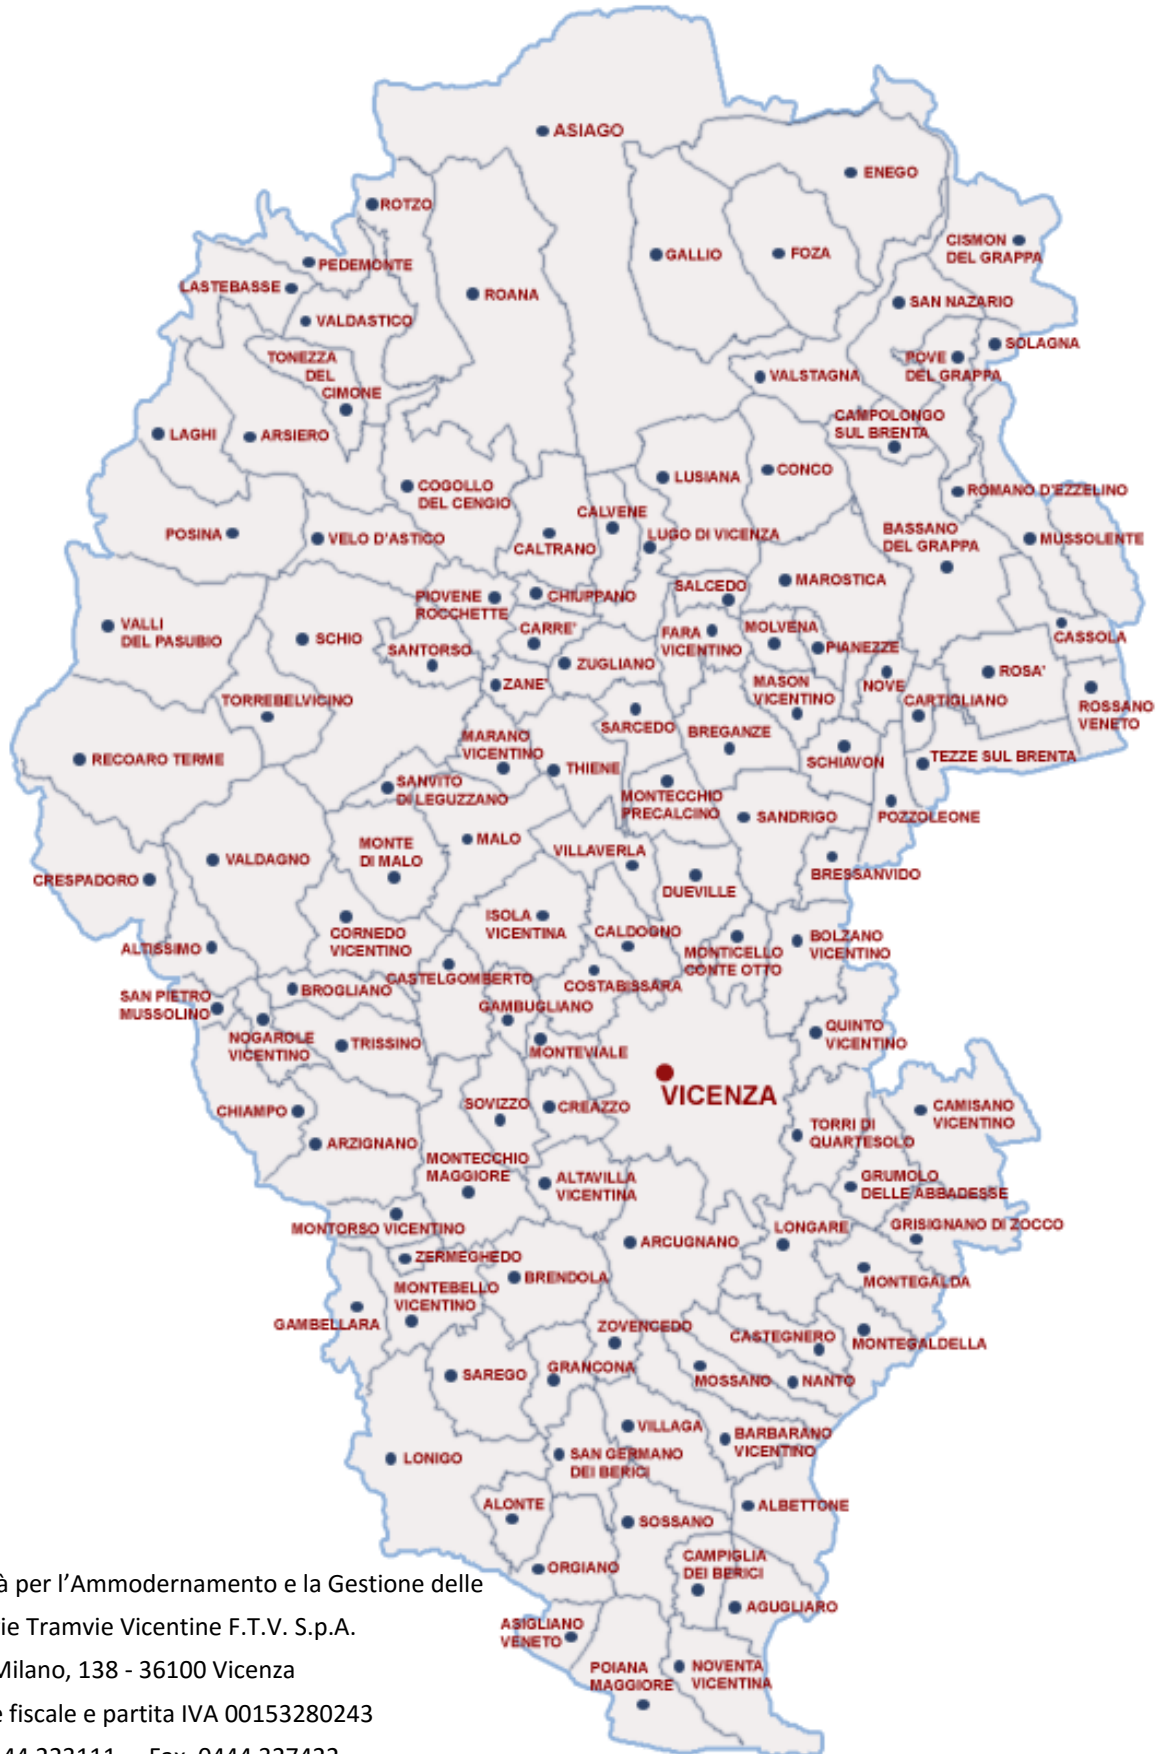 ASIAGO
ENEGO
ROTZO
CISMON
DEL GRAPPA
GALLIO
FOZA
PEDEMONTE
LASTEBASSE
ROANA
SAN NAZARIO
VALDASTICO
SOLAGNA
TONEZZA
DEL
CIMONE
POVE
DEL GRAPPA
VALSTAGNA
CAMPOLONGO
SUL BRENTA
LAGHI
ARSIERO
LUSIANA
CONCO
COGOLLO
DEL CENGIO
ROMANO D'EZZELINO
CALVENE
POSINA
VELO D'ASTICO
CALTRANO
LUGO DI VICENZA
BASSANO
DEL GRAPPA
MUSSOLENTE
SALCEDO
MAROSTICA
PIOVENE
ROCCHETTE
CHIUPPANO
VALLI
DEL PASUBIO
SCHIO
SANTORSO
CARRE'
FARA
VICENTINO
MOLVENA
PIANEZZE
CASSOLA
ZUGLIANO
ROSA'
ZANE'
MASON
VICENTINO
NOVE
TORREBELVICINO
CARTIGLIANO
ROSSANO
VENETO
SARCEDO
BREGANZE
MARANO
VICENTINO
RECOARO TERME
THIENE
SCHIAVON
TEZZE SUL BRENTA
SANVITO
DI LEGUZZANO
MONTECCHIO
PRECALCINO
SANDRIGO
POZZOLEONE
MONTE
DI MALO
MALO
VILLAVERLA
VALDAGNO
CRESPADORO
DUEVILLE
BRESSANVIDO
CORNEDO
VICENTINO
ISOLA
VICENTINA
CALDOGNO
MONTICELLO
CONTE OTTO
BOLZANO
VICENTINO
ALTISSIMO
CASTELGOMBERTO
COSTABISSARA
BROGLIANO
SAN PIETRO
MUSSOLINO
GAMBUGLIANO
NOGAROLE
VICENTINO
TRISSINO
MONTEVIALE
QUINTO
VICENTINO
VICENZA
CHIAMPO
SOVIZZO
CREAZZO
CAMISANO
VICENTINO
ARZIGNANO
TORRI DI
QUARTESOLO
MONTECCHIO
MAGGIORE
ALTAVILLA
VICENTINA
GRUMOLO
DELLE ABBADESSE
MONTORSO VICENTINO
LONGARE
GRISIGNANO DI ZOCCO
ARCUGNANO
ZERMEGHEDO
BRENDOLA
MONTEBELLO
VICENTINO
MONTEGALDA
GAMBELLARA
ZOVENCEDO
CASTEGNERO
MONTEGALDELLA
SAREGO
GRANCONA
MOSSANO
NANTO
VILLAGA
BARBARANO
VICENTINO
LONIGO
SAN GERMANO
DEI BERICI
ALONTE
ALBETTONE
SOSSANO
ORGIANO
CAMPIGLIA
DEI BERICI
AGUGLIARO
ASIGLIANO
VENETO
POIANA
MAGGIORE
NOVENTA
VICENTINA
à per l'Ammodernamento e la Gestione delle
ie Tramvie Vicentine F.T.V. S.p.A.
Milano, 138 - 36100 Vicenza
e fiscale e partita IVA 00153280243